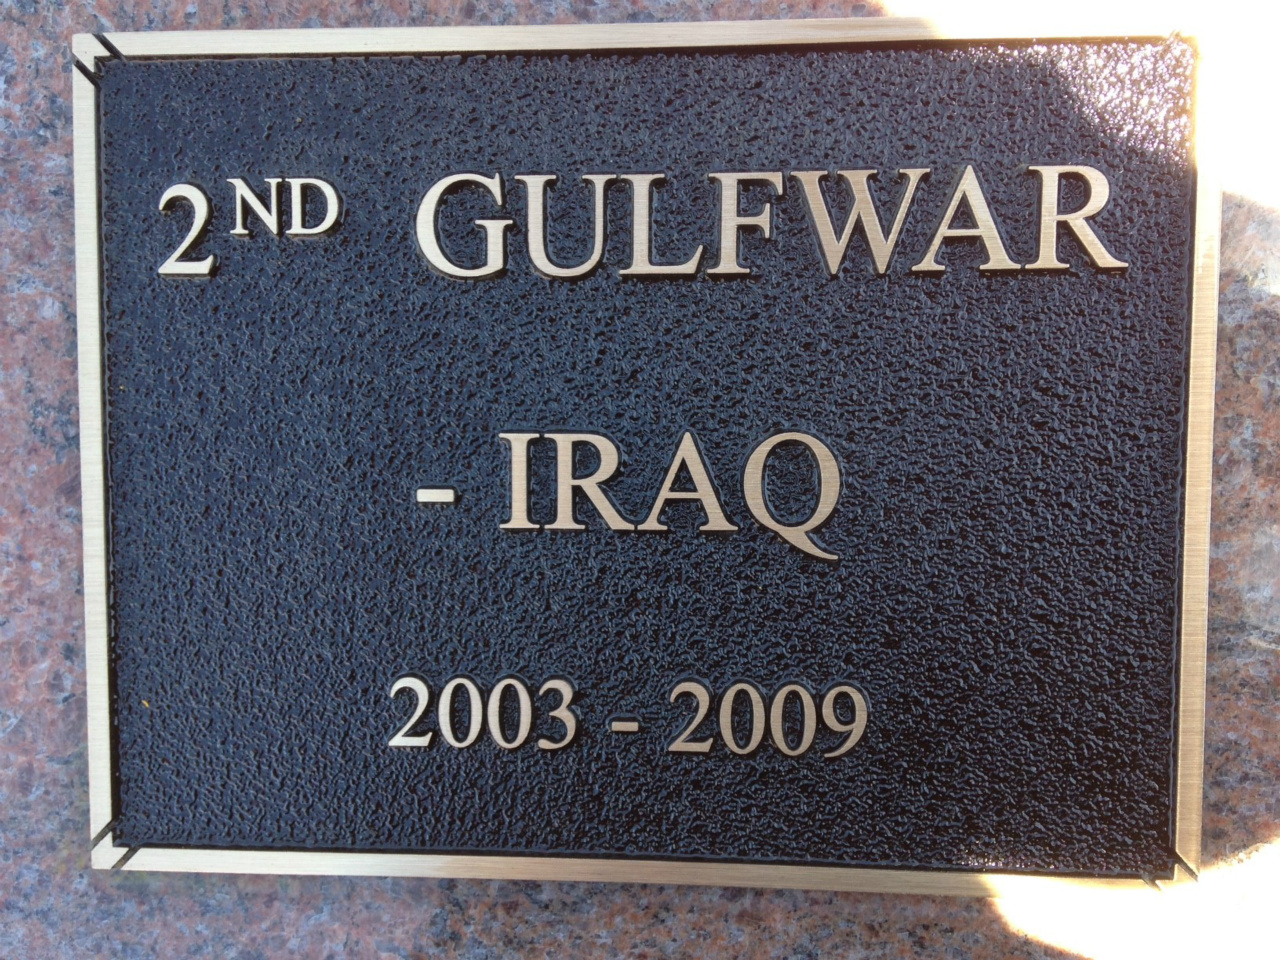 2ND GULFWAR
- IRAQ
2003 - 2009